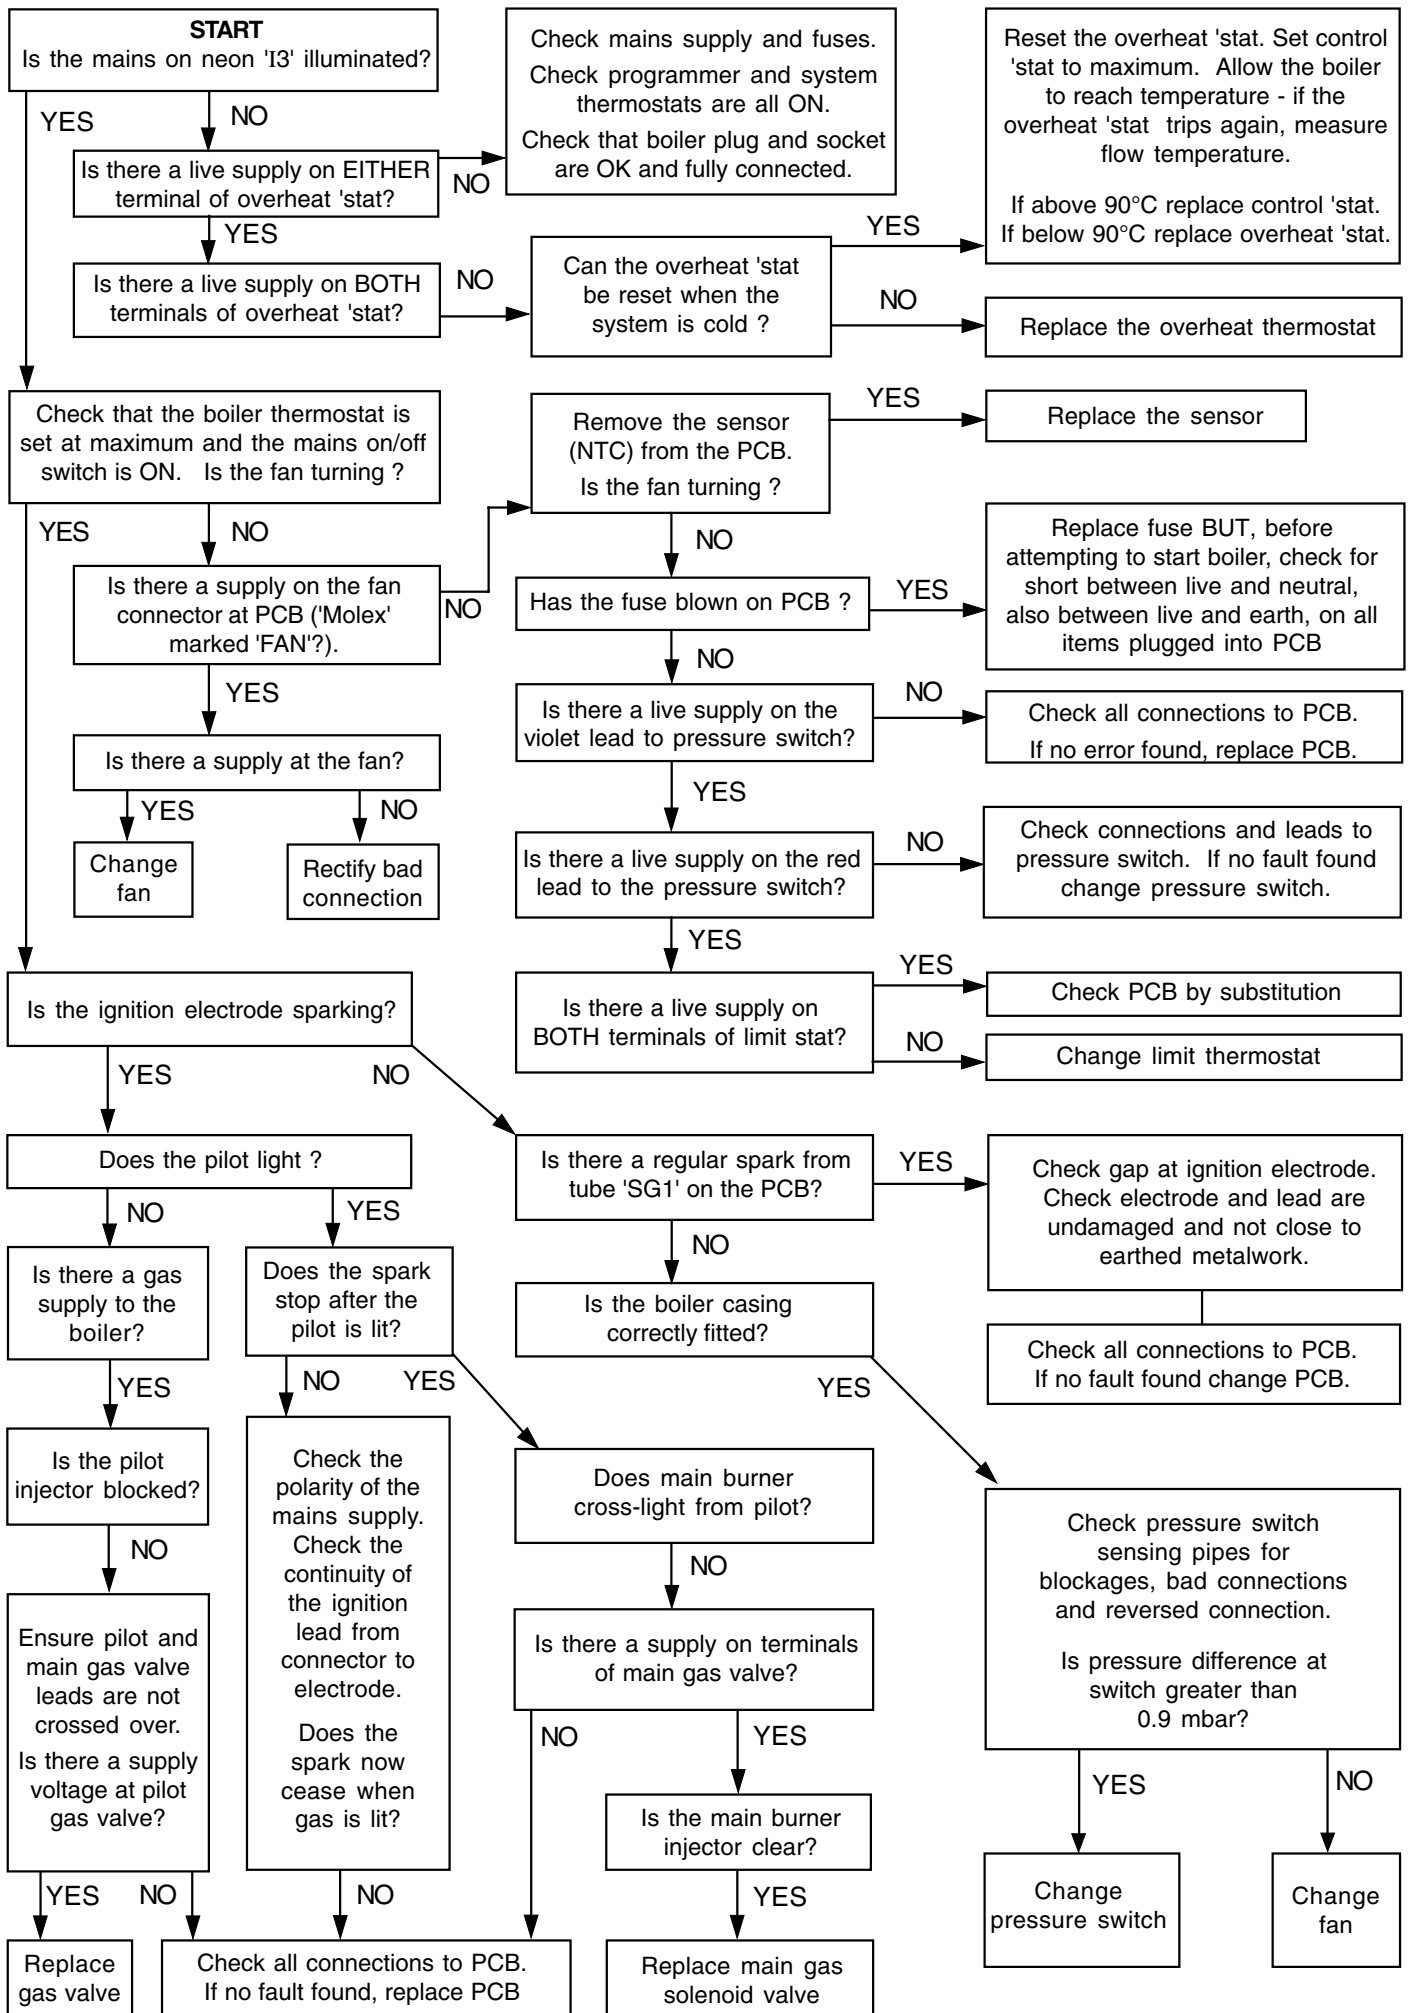 START
Is the mains on neon 'I3' illuminated?
YES
NO
Is there a live supply on EITHER
terminal of overheat 'stat?
NO
Check mains supply and fuses.
Check programmer and system
thermostats are all ON.
Check that boiler plug and socket
are OK and fully connected.
YES
Is there a live supply on BOTH
terminals of overheat 'stat?
NO
Can the overheat 'stat
be reset when the
system is cold ?
YES
Reset the overheat 'stat. Set control
'stat to maximum. Allow the boiler
to reach temperature - if the
overheat 'stat trips again, measure
flow temperature.
If above 90°C replace control 'stat.
If below 90°C replace overheat 'stat.
NO
Replace the overheat thermostat
Check that the boiler thermostat is
set at maximum and the mains on/off
switch is ON. Is the fan turning ?
YES
NO
Is there a supply on the fan
connector at PCB ('Molex'
marked 'FAN'?).
NO
YES
Is there a supply at the fan?
YES
NO
Change
fan
Rectify bad
connection
Remove the sensor
(NTC) from the PCB.
Is the fan turning ?
YES
Replace the sensor
NO
Has the fuse blown on PCB ?
YES
Replace fuse BUT, before
attempting to start boiler, check for
short between live and neutral,
also between live and earth, on all
items plugged into PCB
NO
Is there a live supply on the
violet lead to pressure switch?
NO
Check all connections to PCB.
If no error found, replace PCB.
YES
Is there a live supply on the red
lead to the pressure switch?
NO
Check connections and leads to
pressure switch. If no fault found
change pressure switch.
YES
Is there a live supply on
BOTH terminals of limit stat?
YES
Check PCB by substitution
NO
Change limit thermostat
Is the ignition electrode sparking?
YES
NO
Does the pilot light ?
NO
YES
Is there a regular spark from
tube 'SG1' on the PCB?
YES
Check gap at ignition electrode.
Check electrode and lead are
undamaged and not close to
earthed metalwork.
Check all connections to PCB.
If no fault found change PCB.
NO
Is the boiler casing
correctly fitted?
YES
Is there a gas
supply to the
boiler?
YES
Is the pilot
injector blocked?
NO
Ensure pilot and
main gas valve
leads are not
crossed over.
Is there a supply
voltage at pilot
gas valve?
YES
NO
Replace
gas valve
Does the spark
stop after the
pilot is lit?
NO
YES
Check the
polarity of the
mains supply.
Check the
continuity of
the ignition
lead from
connector to
electrode.
Does the
spark now
cease when
gas is lit?
NO
Check all connections to PCB.
If no fault found, replace PCB
Does main burner
cross-light from pilot?
NO
Is there a supply on terminals
of main gas valve?
NO
YES
Is the main burner
injector clear?
YES
Replace main gas
solenoid valve
Check pressure switch
sensing pipes for
blockages, bad connections
and reversed connection.
Is pressure difference at
switch greater than
0.9 mbar?
YES
NO
Change
pressure switch
Change
fan